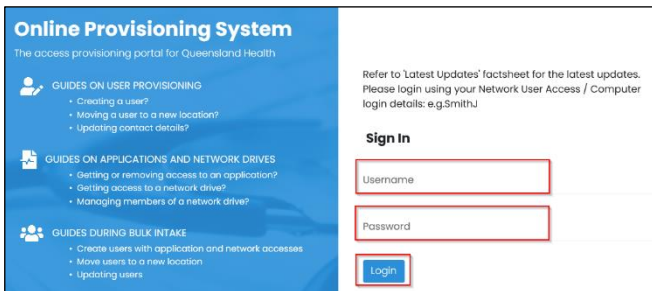 Online Provisioning System
The access provisioning portal for Queensland Health
GUIDES ON USER PROVISIONING
• Creating a user?
• Moving a user to a new location?
• Updating contact details?
GUIDES ON APPLICATIONS AND NETWORK DRIVES
• Getting or removing access to an application?
• Getting access to a network drive?
• Managing members of a network drive?
GUIDES DURING BULK INTAKE
• Create users with application and network accesses
• Move users to a new location
• Updating users
Refer to 'Latest Updates' factsheet for the latest updates.
Please login using your Network User Access / Computer
login details: e.g.SmithJ
Sign In
Username
Password
Login